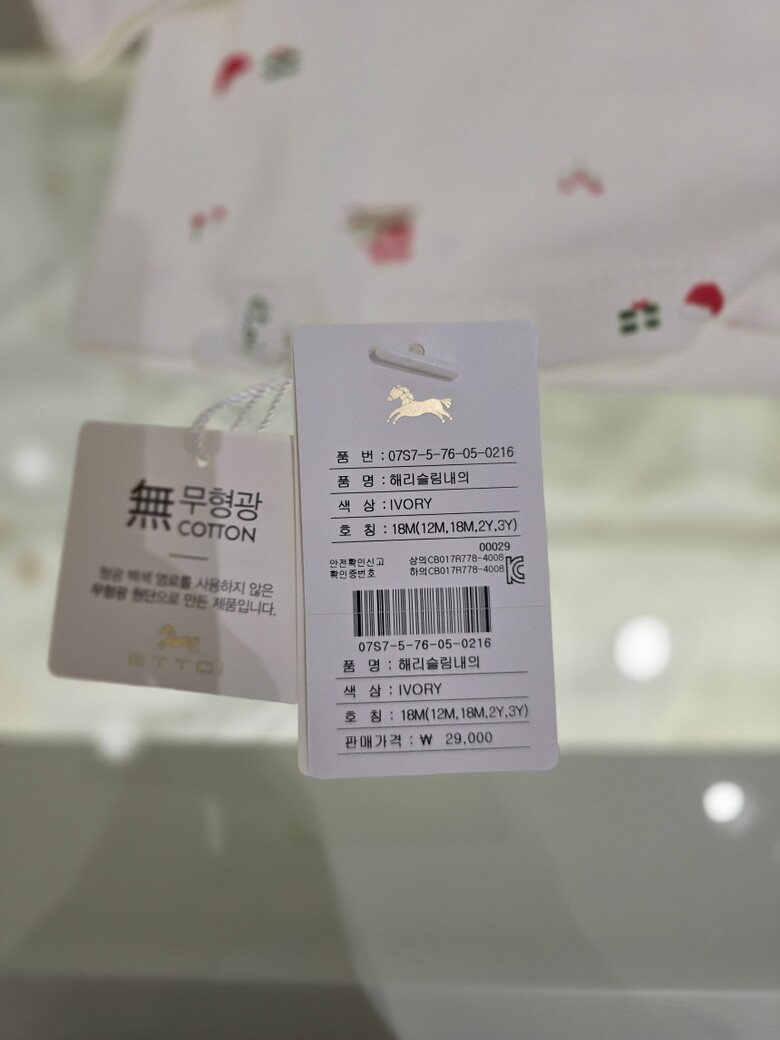 無 무형광
COTTON
형광 백색 염료를 사용하지 않은
무형광 원단으로 만든 제품입니다.
ETTOI
품 번 : 07S7-5-76-05-0216
품 명 : 해리슬림내의
색 상 : IVORY
호 칭 : 18M(12M,18M,2Y,3Y)
00029
안전확인신고 상의CB017R778-4008
확인증번호 하의CB017R778-4008
07S7-5-76-05-0216
품 명 : 해리슬림내의
색 상 : IVORY
호 칭 : 18M(12M,18M,2Y,3Y)
판매가격 : ₩ 29,000